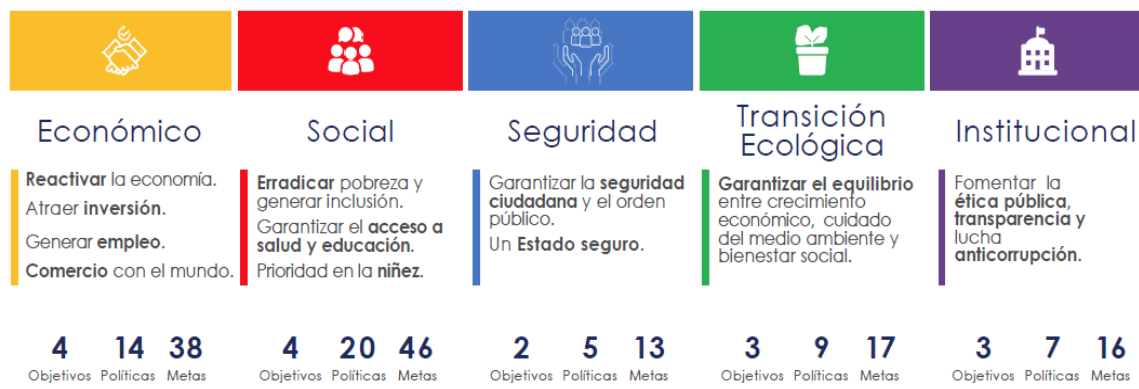 Económico
Reactivar la economía.
Atraer inversión.
Generar empleo.
Comercio con el mundo.
4 14 38
Objetivos Políticas Metas
Social
Erradicar pobreza y
generar inclusión.
Garantizar el acceso a
salud y educación.
Prioridad en la niñez.
4 20 46
Objetivos Políticas Metas
Seguridad
Garantizar la seguridad
ciudadana y el orden
público.
Un Estado seguro.
2 5 13
Objetivos Políticas Metas
Transición
Ecológica
Garantizar el equilibrio
entre crecimiento
económico, cuidado
del medio ambiente y
bienestar social.
3 9 17
Objetivos Políticas Metas
Institucional
Fomentar la
ética pública,
transparencia y
lucha
anticorrupción.
3 7 16
Objetivos Políticas Metas